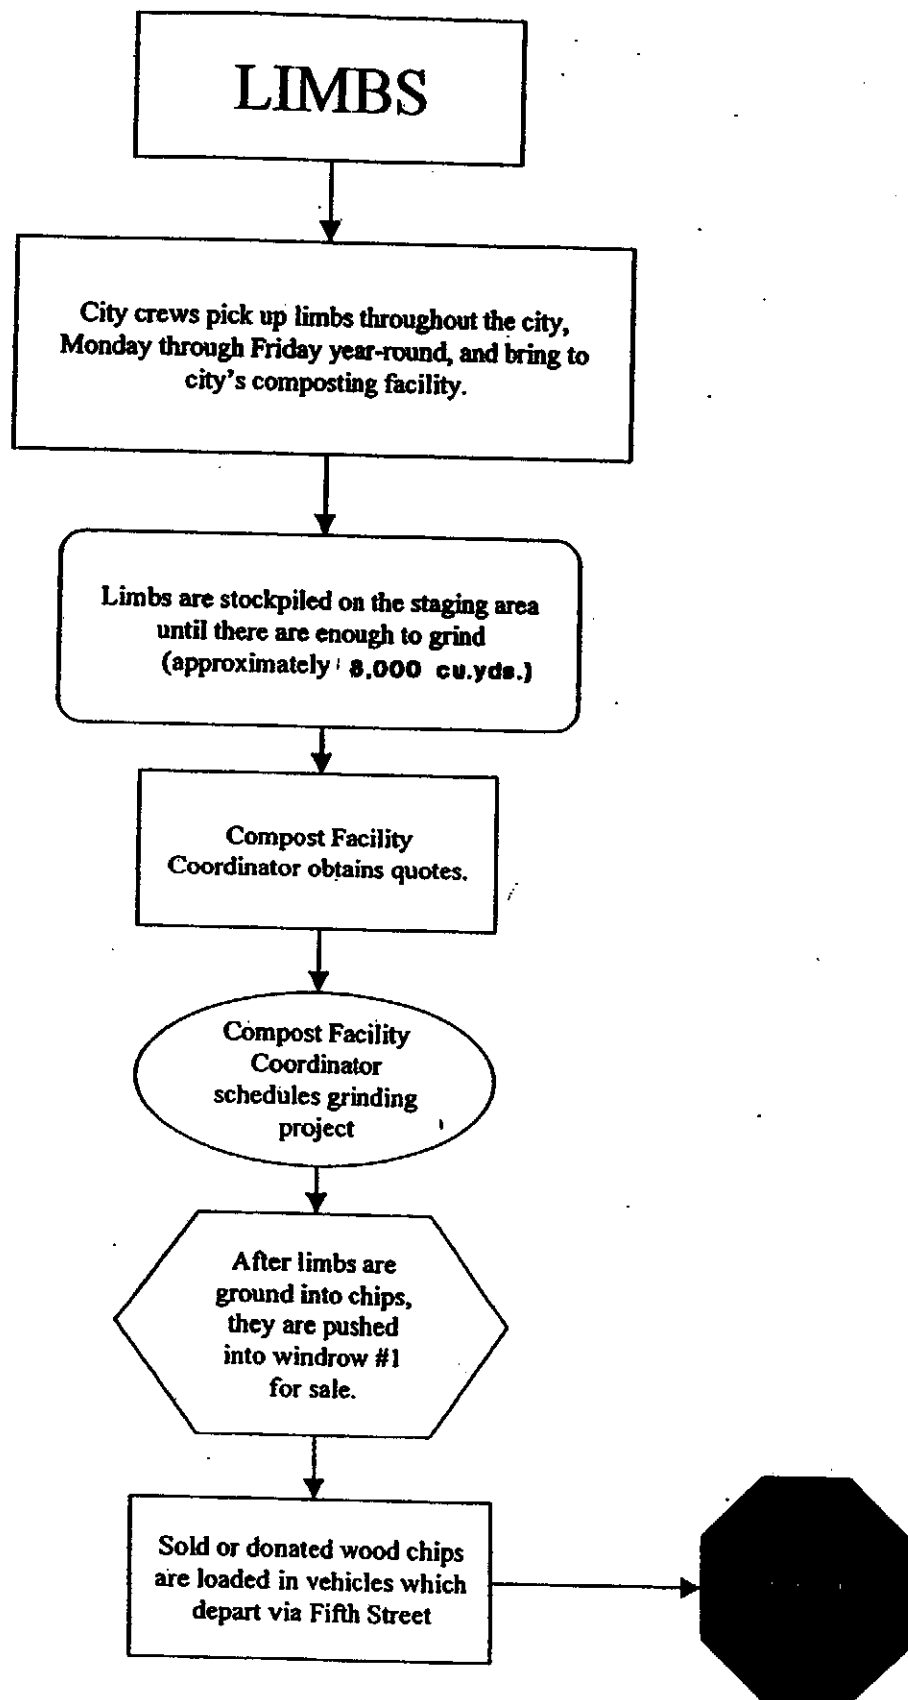 LIMBS
City crews pick up limbs throughout the city,
Monday through Friday year-round, and bring to
city's composting facility.
Limbs are stockpiled on the staging area
until there are enough to grind
(approximately 8,000 cu.yds.)
Compost Facility
Coordinator obtains quotes.
Compost Facility
Coordinator
schedules grinding
project
After limbs are
ground into chips,
they are pushed
into windrow #1
for sale.
Sold or donated wood chips
are loaded in vehicles which
depart via Fifth Street